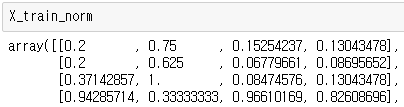 X_train_norm
array([[0.2       , 0.75      , 0.15254237, 0.13043478],
       [0.2       , 0.625     , 0.06779661, 0.08695652],
       [0.37142857, 1.        , 0.08474576, 0.13043478],
       [0.94285714, 0.33333333, 0.96610169, 0.82608696],